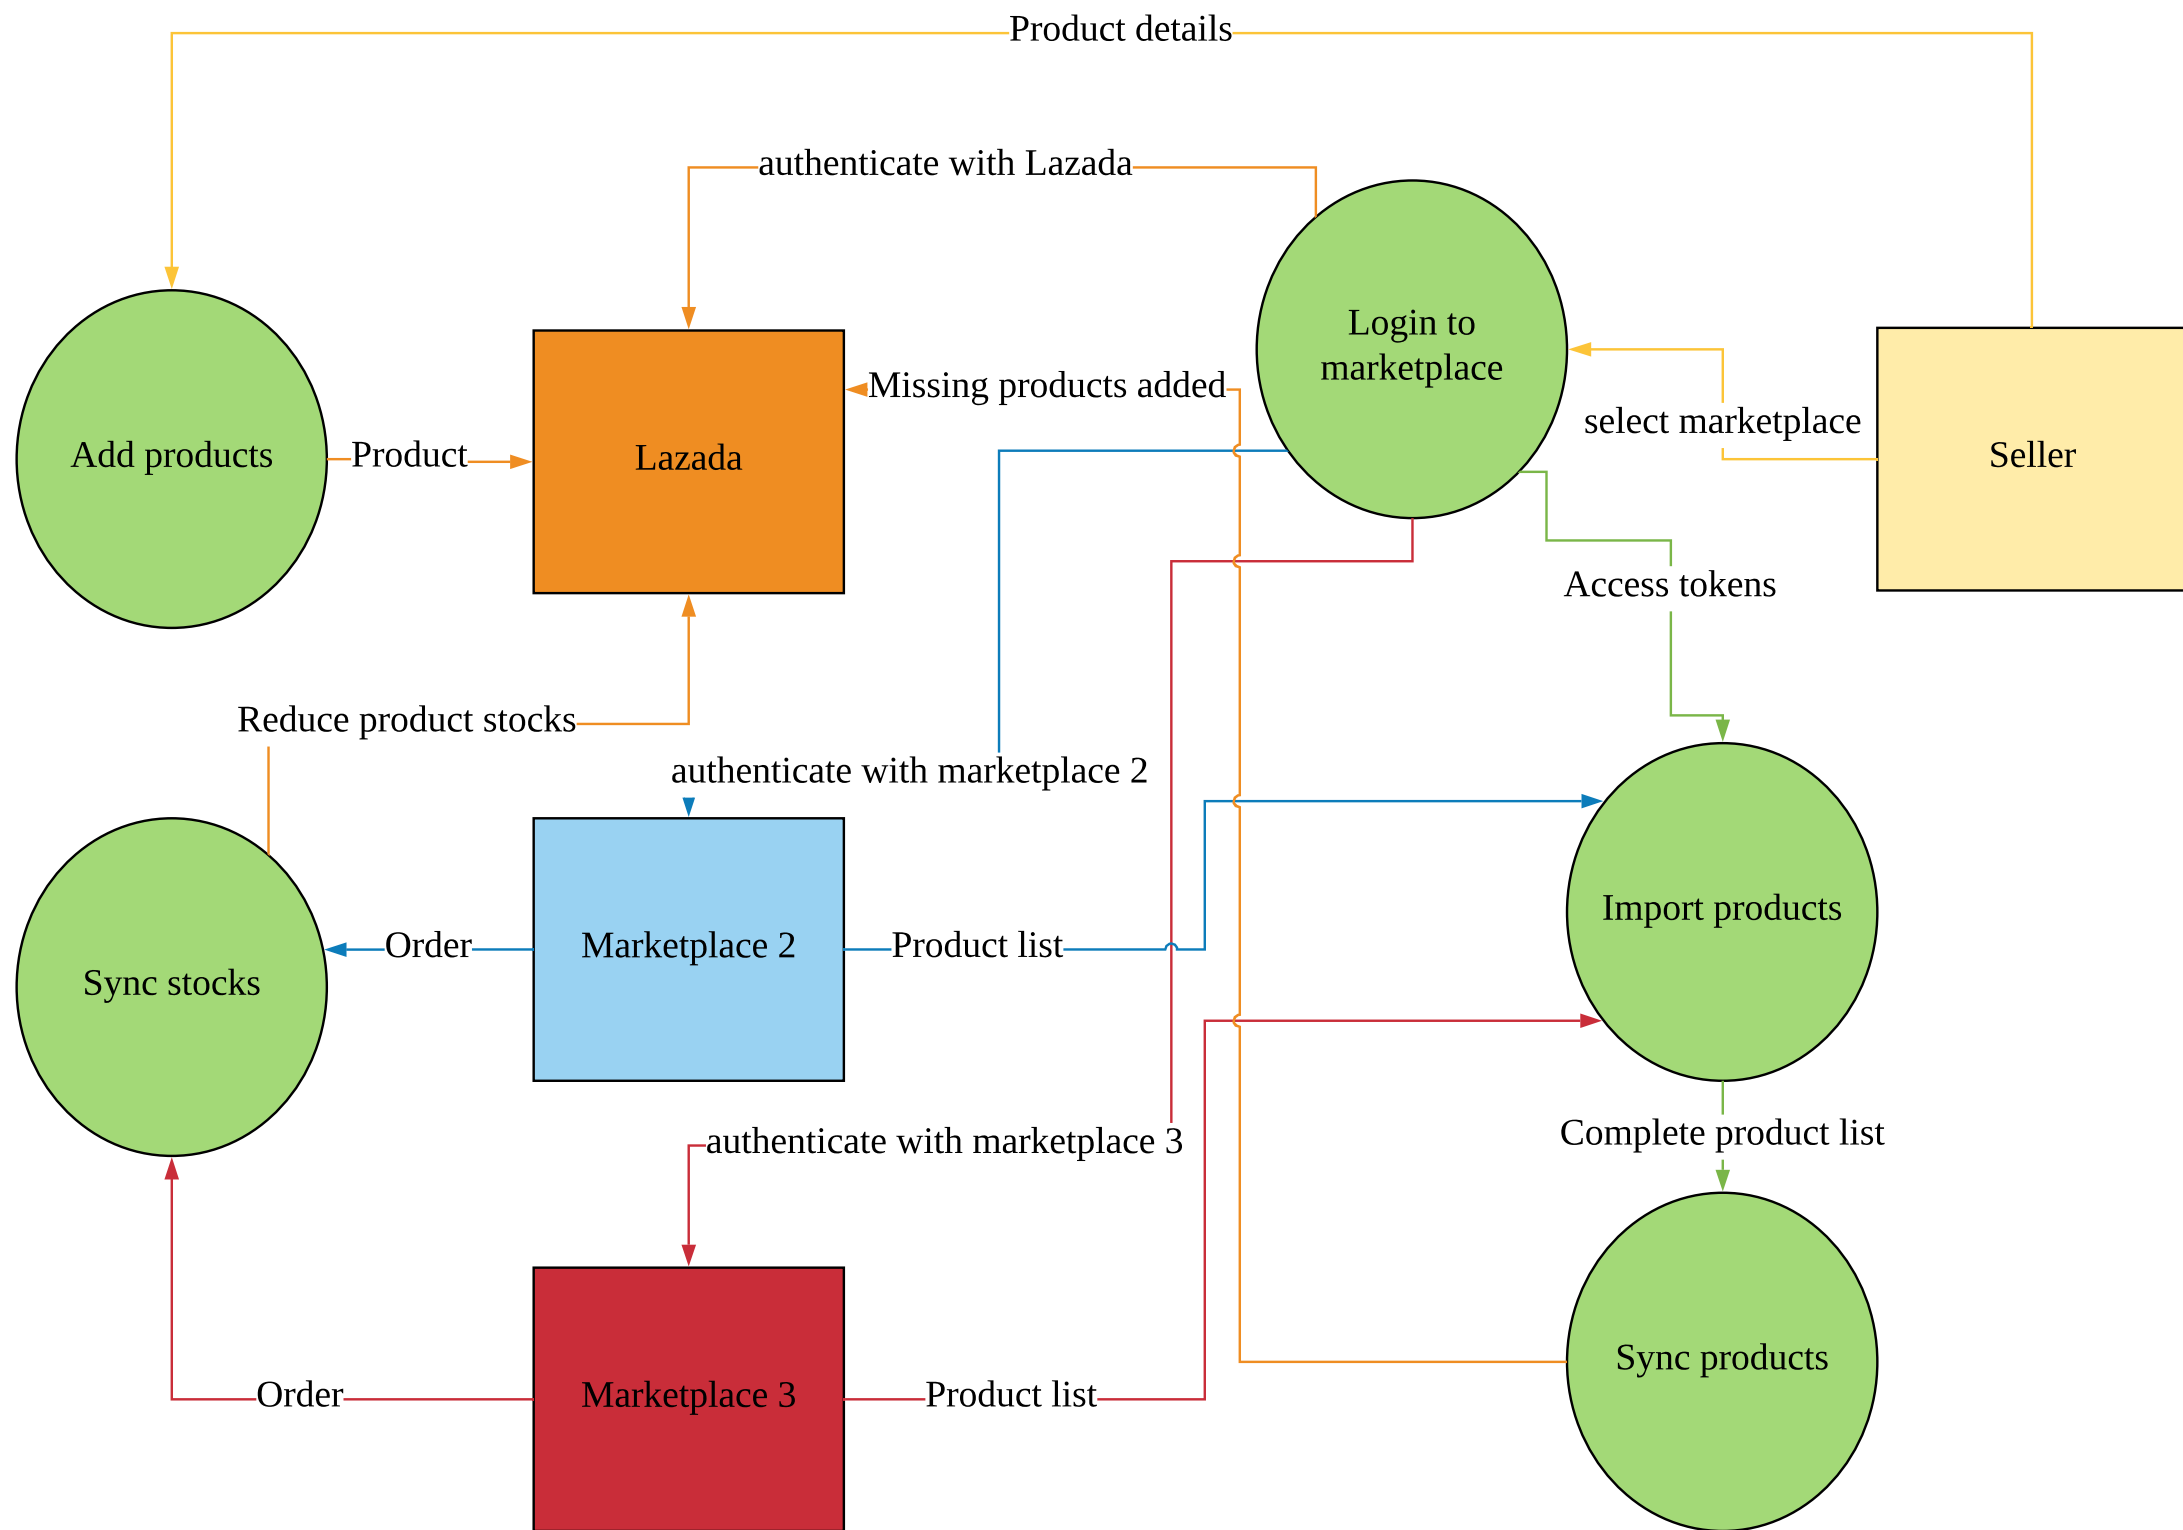 Product details
authenticate with Lazada
Login to
marketplace
Missing products added
select marketplace
Add products
Product
Lazada
Seller
Access tokens
Reduce product stocks
authenticate with marketplace 2
Import products
Order
Marketplace 2
Product list
Sync stocks
Complete product list
authenticate with marketplace 3
Sync products
Order
Marketplace 3
Product list